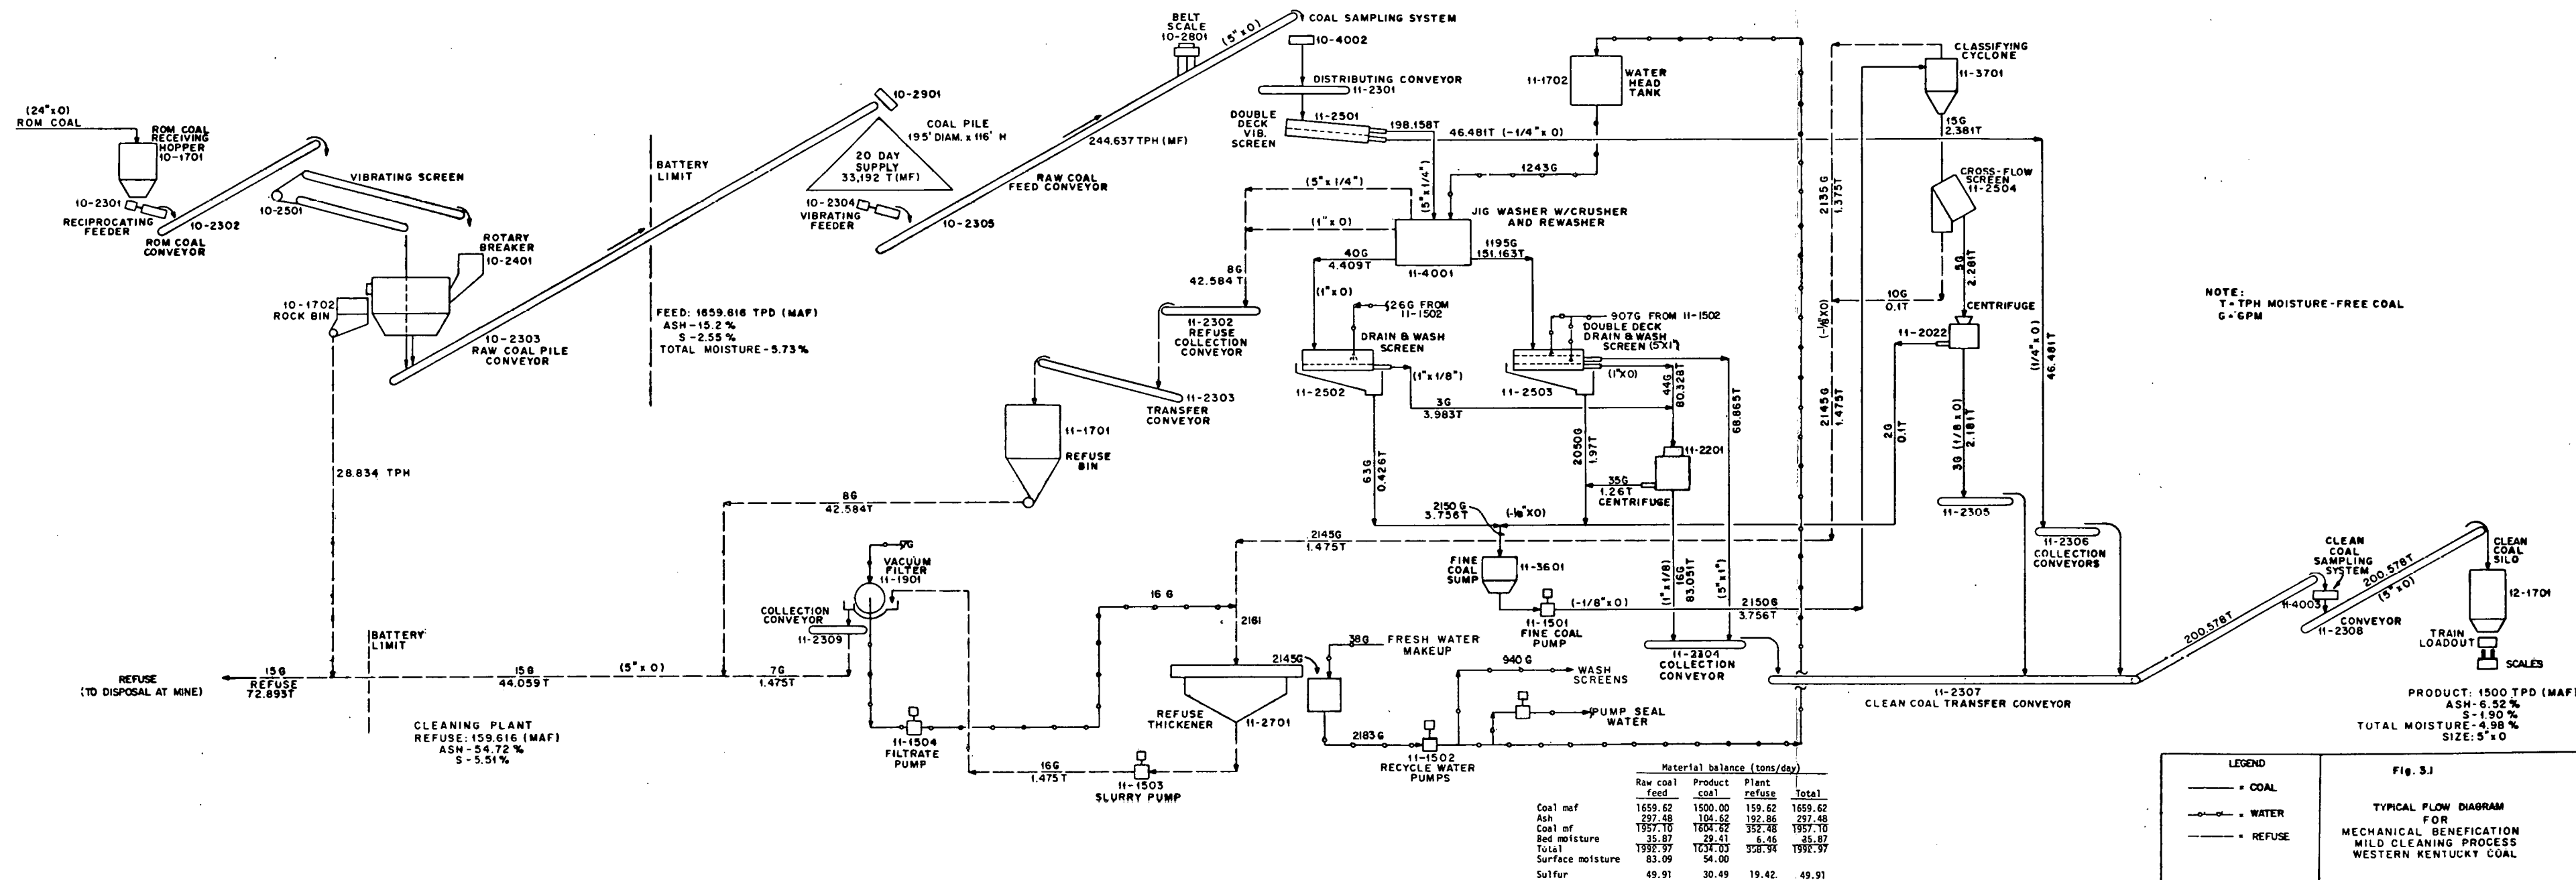 (24" x 0)
ROM COAL
ROM COAL
RECEIVING
HOPPER
10-1701
10-2301
RECIPROCATING
FEEDER
10-2302
ROM COAL
CONVEYOR
VIBRATING SCREEN
10-2501
ROTARY
BREAKER
10-2401
10-1702
ROCK BIN
10-2303
RAW COAL PILE
CONVEYOR
28.834 TPH
BATTERY
LIMIT
FEED: 1659.616 TPD (MAF)
ASH-15.2 %
S-2.55 %
TOTAL MOISTURE-5.73%
10-2901
COAL PILE
195' DIAM. x 116' H
20 DAY
SUPPLY
33,192 T(MF)
10-2304
VIBRATING
FEEDER
10-2305
RAW COAL
FEED CONVEYOR
244.637 TPH (MF)
BELT
SCALE
10-2801
(5" x 0)
COAL SAMPLING SYSTEM
10-4002
DISTRIBUTING CONVEYOR
11-2301
DOUBLE
DECK
VIB.
SCREEN
11-2501
198.158T
46.481T (-1/4" x 0)
11-1702
WATER
HEAD
TANK
1243G
(5" x 1/4")
(5" x 1/4")
(1" x 0)
JIG WASHER W/CRUSHER
AND REWASHER
11-4001
40G
4.409T
1195G
151.163T
8G
42.584 T
(1" x 0)
11-2302
REFUSE
COLLECTION
CONVEYOR
26G FROM
11-1502
DRAIN & WASH
SCREEN
11-2502
(1" x 1/8")
907G FROM 11-1502
DOUBLE DECK
DRAIN & WASH
SCREEN (5X1")
11-2503
(1"X0)
44G
80.328T
68.865T
3G
3.983T
11-2303
TRANSFER
CONVEYOR
11-1701
REFUSE
BIN
8G
42.584T
63G
0.426T
2050G
1.97T
11-2201
35G
1.26T
CENTRIFUGE
2150 G
3.756T
(-1/8"X0)
FINE
COAL
SUMP
11-3601
11-1501
FINE COAL
PUMP
(-1/8" x 0)
2150G
3.756T
(1" x 1/8)
16G
83.051T
(5" x 1")
11-2304
COLLECTION
CONVEYOR
CLASSIFYING
CYCLONE
11-3701
15G
2.381T
CROSS-FLOW
SCREEN
11-2504
2135 G
1.375T
5G
2.281T
10G
0.1T
(-1/8X0)
CENTRIFUGE
11-2022
2145G
1.475T
2G
0.1T
3G (1/8 x 0)
2.181T
11-2305
(1/4" x 0)
46.481T
11-2306
COLLECTION
CONVEYORS
NOTE:
T = TPH MOISTURE-FREE COAL
G = GPM
2145G
1.475T
VACUUM
FILTER
11-1901
COLLECTION
CONVEYOR
11-2309
16 G
2161
11-1504
FILTRATE
PUMP
16G
1.475T
11-1503
SLURRY PUMP
REFUSE
THICKENER
11-2701
2145G
38G
FRESH WATER
MAKEUP
2183G
11-1502
RECYCLE WATER
PUMPS
940 G
WASH
SCREENS
PUMP SEAL
WATER
11-2307
CLEAN COAL TRANSFER CONVEYOR
200.578T
CLEAN
COAL
SAMPLING
SYSTEM
11-4003
200.578T
(5" x 0)
CONVEYOR
11-2308
CLEAN
COAL
SILO
12-1701
TRAIN
LOADOUT
SCALES
PRODUCT: 1500 TPD (MAF)
ASH-6.52 %
S-1.90 %
TOTAL MOISTURE-4.98 %
SIZE: 5" x 0
REFUSE
(TO DISPOSAL AT MINE)
15G
REFUSE
72.893T
BATTERY
LIMIT
15G
44.059T
(5" x 0)
7G
1.475T
CLEANING PLANT
REFUSE: 159.616 (MAF)
ASH-54.72 %
S-5.51 %
Material balance (tons/day)
Raw coal feed Product coal Plant refuse Total
Coal maf 1659.62 1500.00 159.62 1659.62
Ash 297.48 104.62 192.86 297.48
Coal mf 1957.10 1604.62 352.48 1957.10
Bed moisture 35.87 29.41 6.46 35.87
Total 1992.97 1634.03 358.94 1992.97
Surface moisture 83.09 54.00
Sulfur 49.91 30.49 19.42 49.91
LEGEND
= COAL
= WATER
= REFUSE
Fig. 3.1
TYPICAL FLOW DIAGRAM
FOR
MECHANICAL BENEFICATION
MILD CLEANING PROCESS
WESTERN KENTUCKY COAL